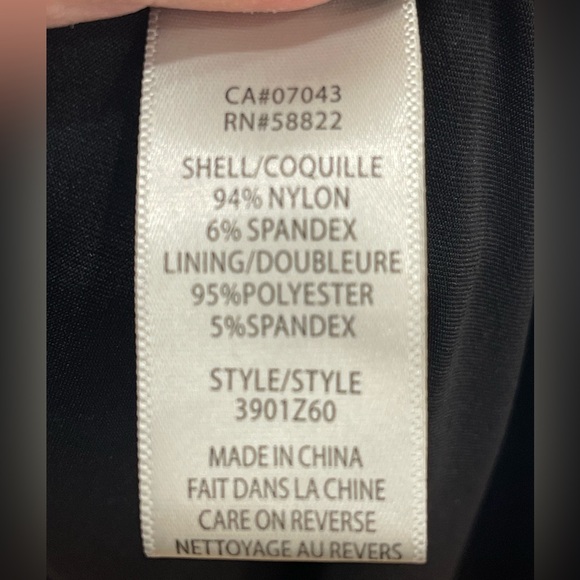 CA#07043
RN#58822
SHELL/COQUILLE
94% NYLON
6% SPANDEX
LINING/DOUBLEURE
95%POLYESTER
5%SPANDEX
STYLE/STYLE
3901Z60
MADE IN CHINA
FAIT DANS LA CHINE
CARE ON REVERSE
NETTOYAGE AU REVERS